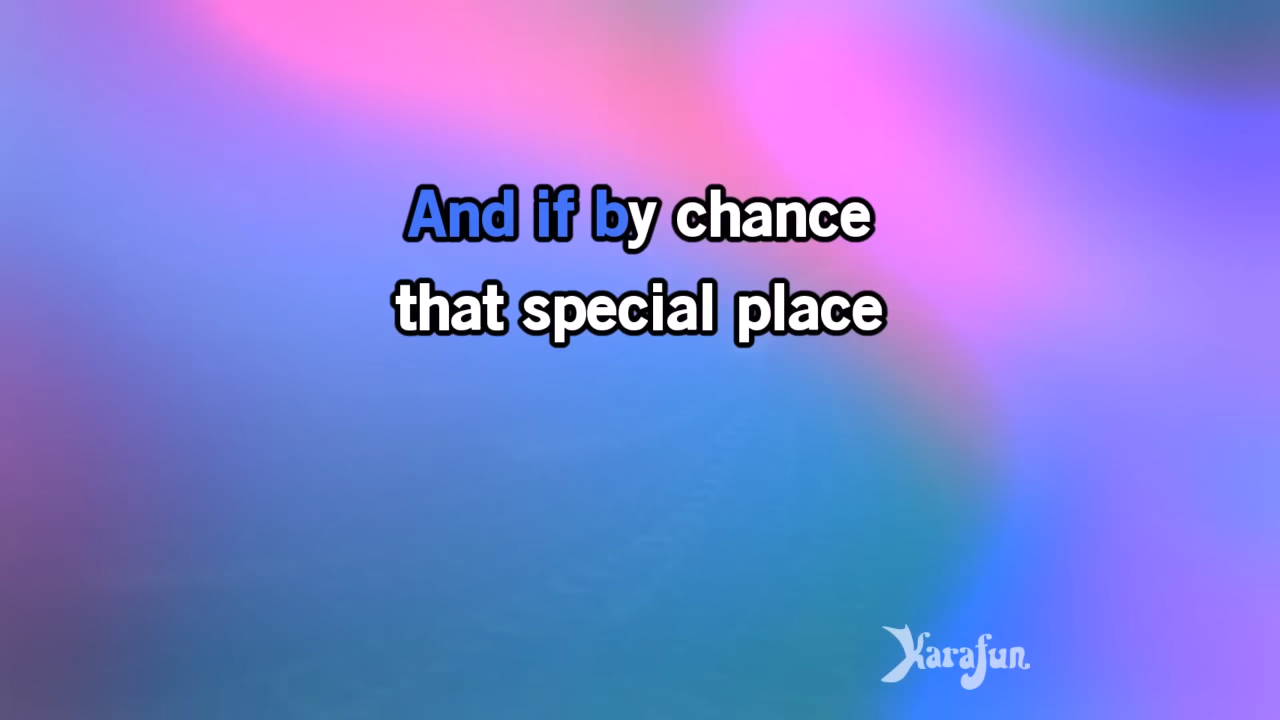 And if by chance
that special place
Karafun